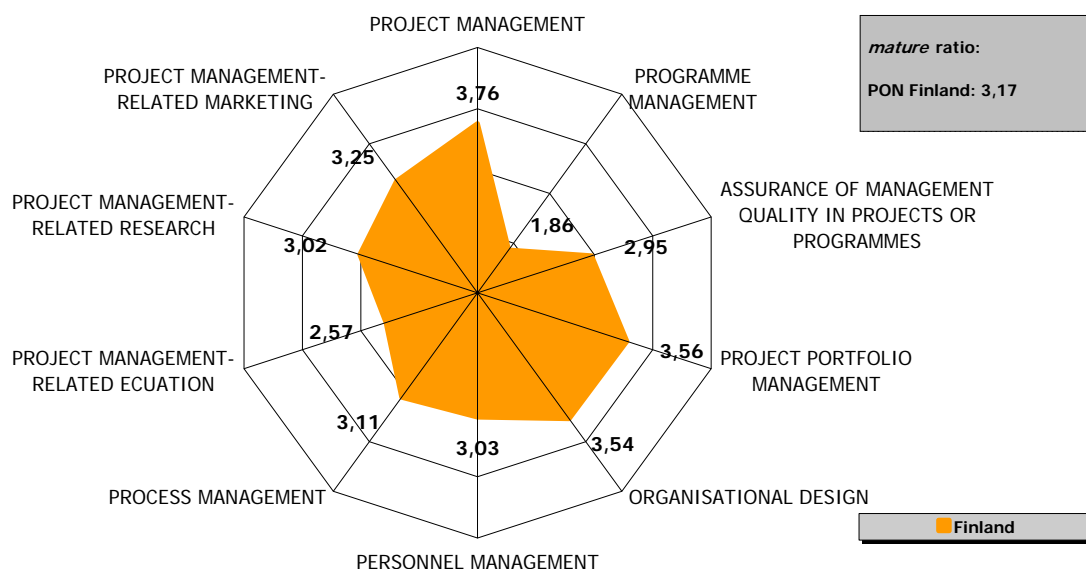 PROJECT MANAGEMENT
mature ratio:
PON Finland: 3,17
PROJECT MANAGEMENT-
RELATED MARKETING
PROGRAMME
MANAGEMENT
3,76
3,25
ASSURANCE OF MANAGEMENT
QUALITY IN PROJECTS OR
PROGRAMMES
PROJECT MANAGEMENT-
RELATED RESEARCH
1,86
3,02
2,95
2,57
3,56
PROJECT MANAGEMENT-
RELATED ECUATION
PROJECT PORTFOLIO
MANAGEMENT
3,11
3,03
3,54
PROCESS MANAGEMENT
ORGANISATIONAL DESIGN
Finland
PERSONNEL MANAGEMENT